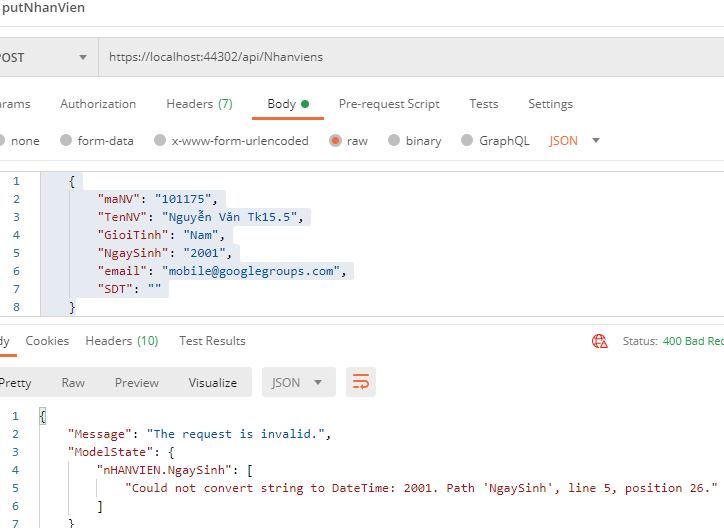 putNhanVien
POST https://localhost:44302/api/Nhanviens
Params Authorization Headers (7) Body Pre-request Script Tests Settings
none form-data x-www-form-urlencoded raw binary GraphQL JSON
1 {
2 "maNV": "101175",
3 "TenNV": "Nguyễn Văn Tk15.5",
4 "GioiTinh": "Nam",
5 "NgaySinh": "2001",
6 "email": "mobile@googlegroups.com",
7 "SDT": ""
8 }
dy Cookies Headers (10) Test Results Status: 400 Bad Rec
Pretty Raw Preview Visualize JSON
1 {
2 "Message": "The request is invalid.",
3 "ModelState": {
4 "nHANVIEN.NgaySinh": [
5 "Could not convert string to DateTime: 2001. Path 'NgaySinh', line 5, position 26."
6 ]
7 }